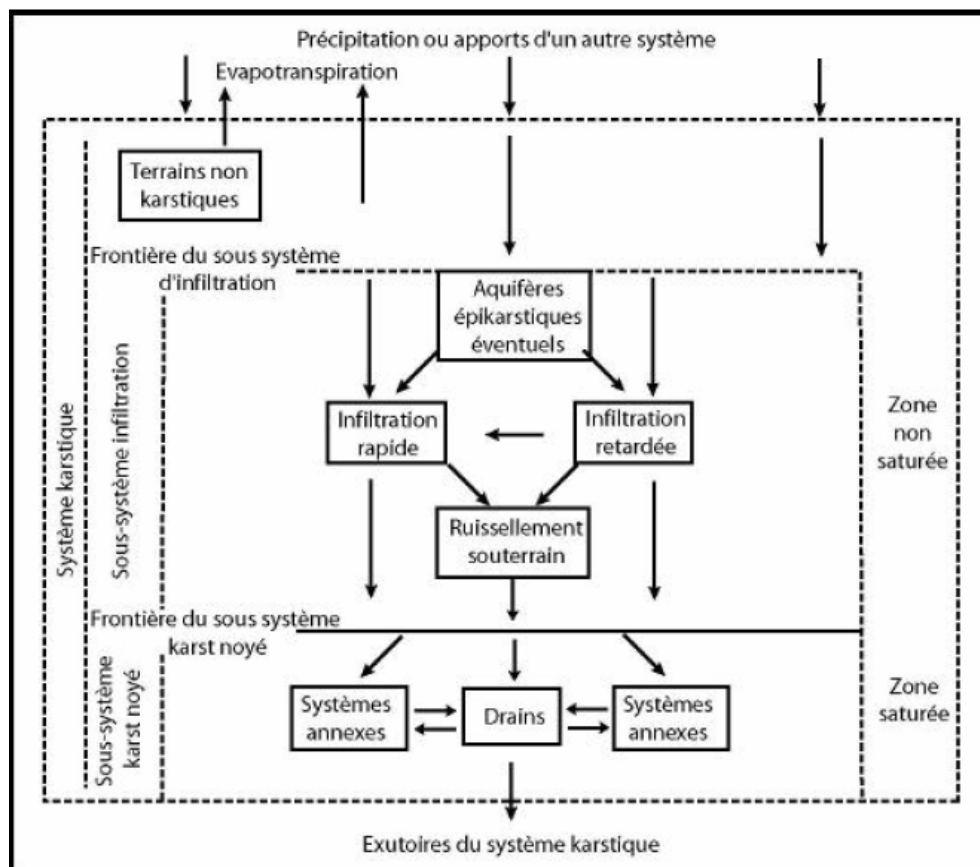 Précipitation ou apports d'un autre système
Evapotranspiration
Terrains non
karstiques
Frontière du sous système
d'infiltration
Aquifères
épikarstiques
éventuels
Infiltration
rapide
Infiltration
retardée
Zone
non
saturée
Système karstique
Sous-système infiltration
Ruissellement
souterrain
Frontière du sous système
karst noyé
Sous-système
karst noyé
Systèmes
annexes
Drains
Systèmes
annexes
Zone
saturée
Exutoires du système karstique